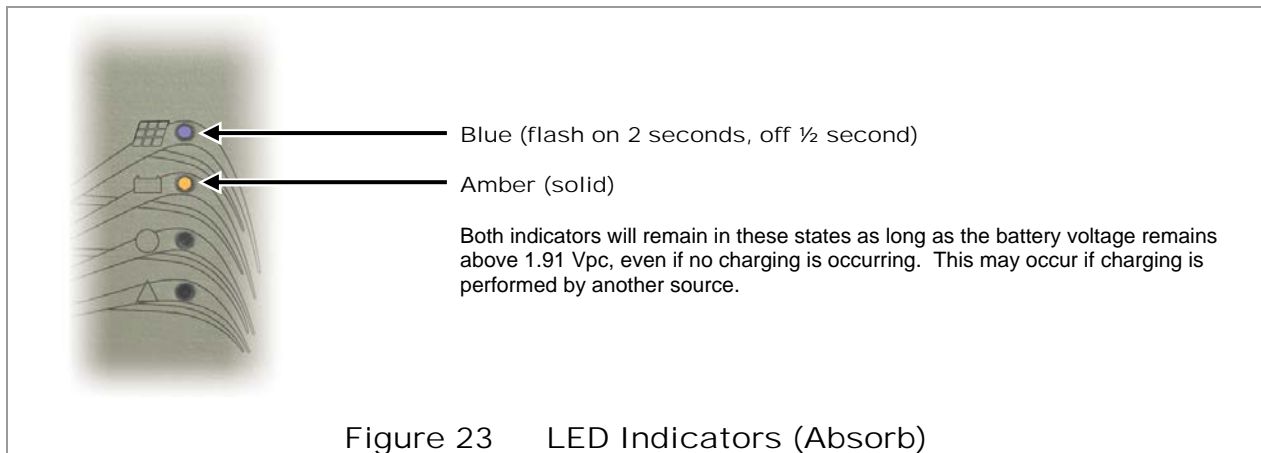 Blue (flash on 2 seconds, off ½ second)
Amber (solid)
Both indicators will remain in these states as long as the battery voltage remains
above 1.91 Vpc, even if no charging is occurring.  This may occur if charging is
performed by another source.
Figure 23 LED Indicators (Absorb)